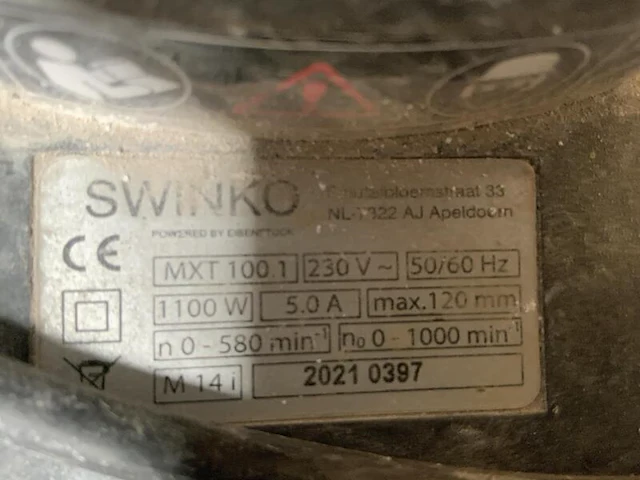 SWINKO
33
NL-7322 AJ Apeldoorn
POWERED BY EIBENSTOCK
CE
MXT 100.1 230 V ~ 50/60 Hz
1100 W 5.0 A max.120 mm
n 0 - 580 min⁻¹ n₀ 0 - 1000 min⁻¹
M 14 i 2021 0397